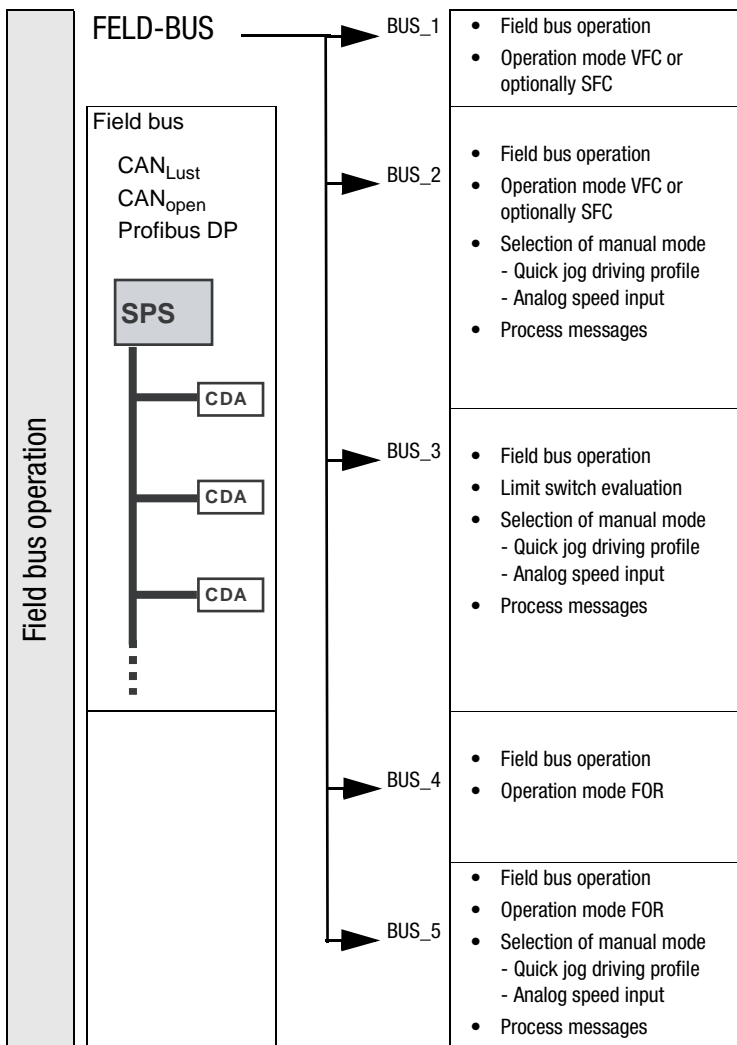 Field bus operation
FELD-BUS
Field bus
CANLust
CANopen
Profibus DP
SPS
CDA
CDA
CDA
BUS_1
• Field bus operation
• Operation mode VFC or
optionally SFC
BUS_2
• Field bus operation
• Operation mode VFC or
optionally SFC
• Selection of manual mode
- Quick jog driving profile
- Analog speed input
• Process messages
BUS_3
• Field bus operation
• Limit switch evaluation
• Selection of manual mode
- Quick jog driving profile
- Analog speed input
• Process messages
BUS_4
• Field bus operation
• Operation mode FOR
BUS_5
• Field bus operation
• Operation mode FOR
• Selection of manual mode
- Quick jog driving profile
- Analog speed input
• Process messages